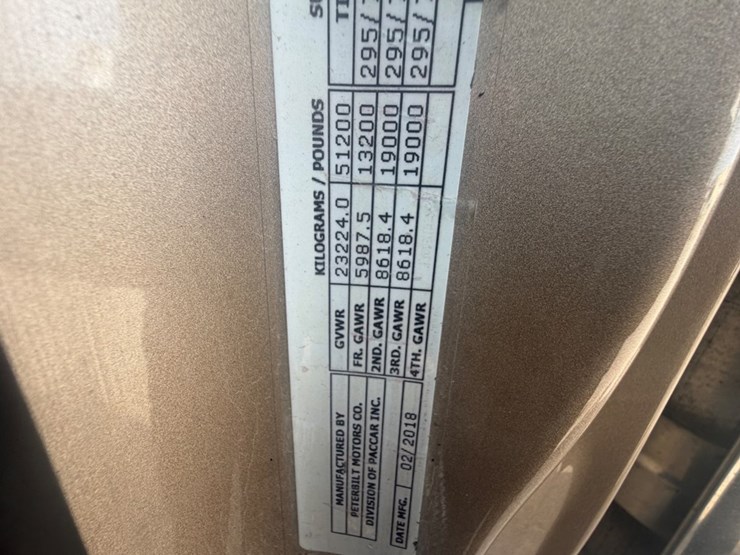 KILOGRAMS / POUNDS
MANUFACTURED BY GVWR 23224.0 51200
PETERBILT MOTORS CO. FR. GAWR 5987.5 13200 295/
DIVISION OF PACCAR INC. 2ND. GAWR 8618.4 19000 295/
3RD. GAWR 8618.4 19000 295/
DATE MFG. 02/2018 4TH. GAWR